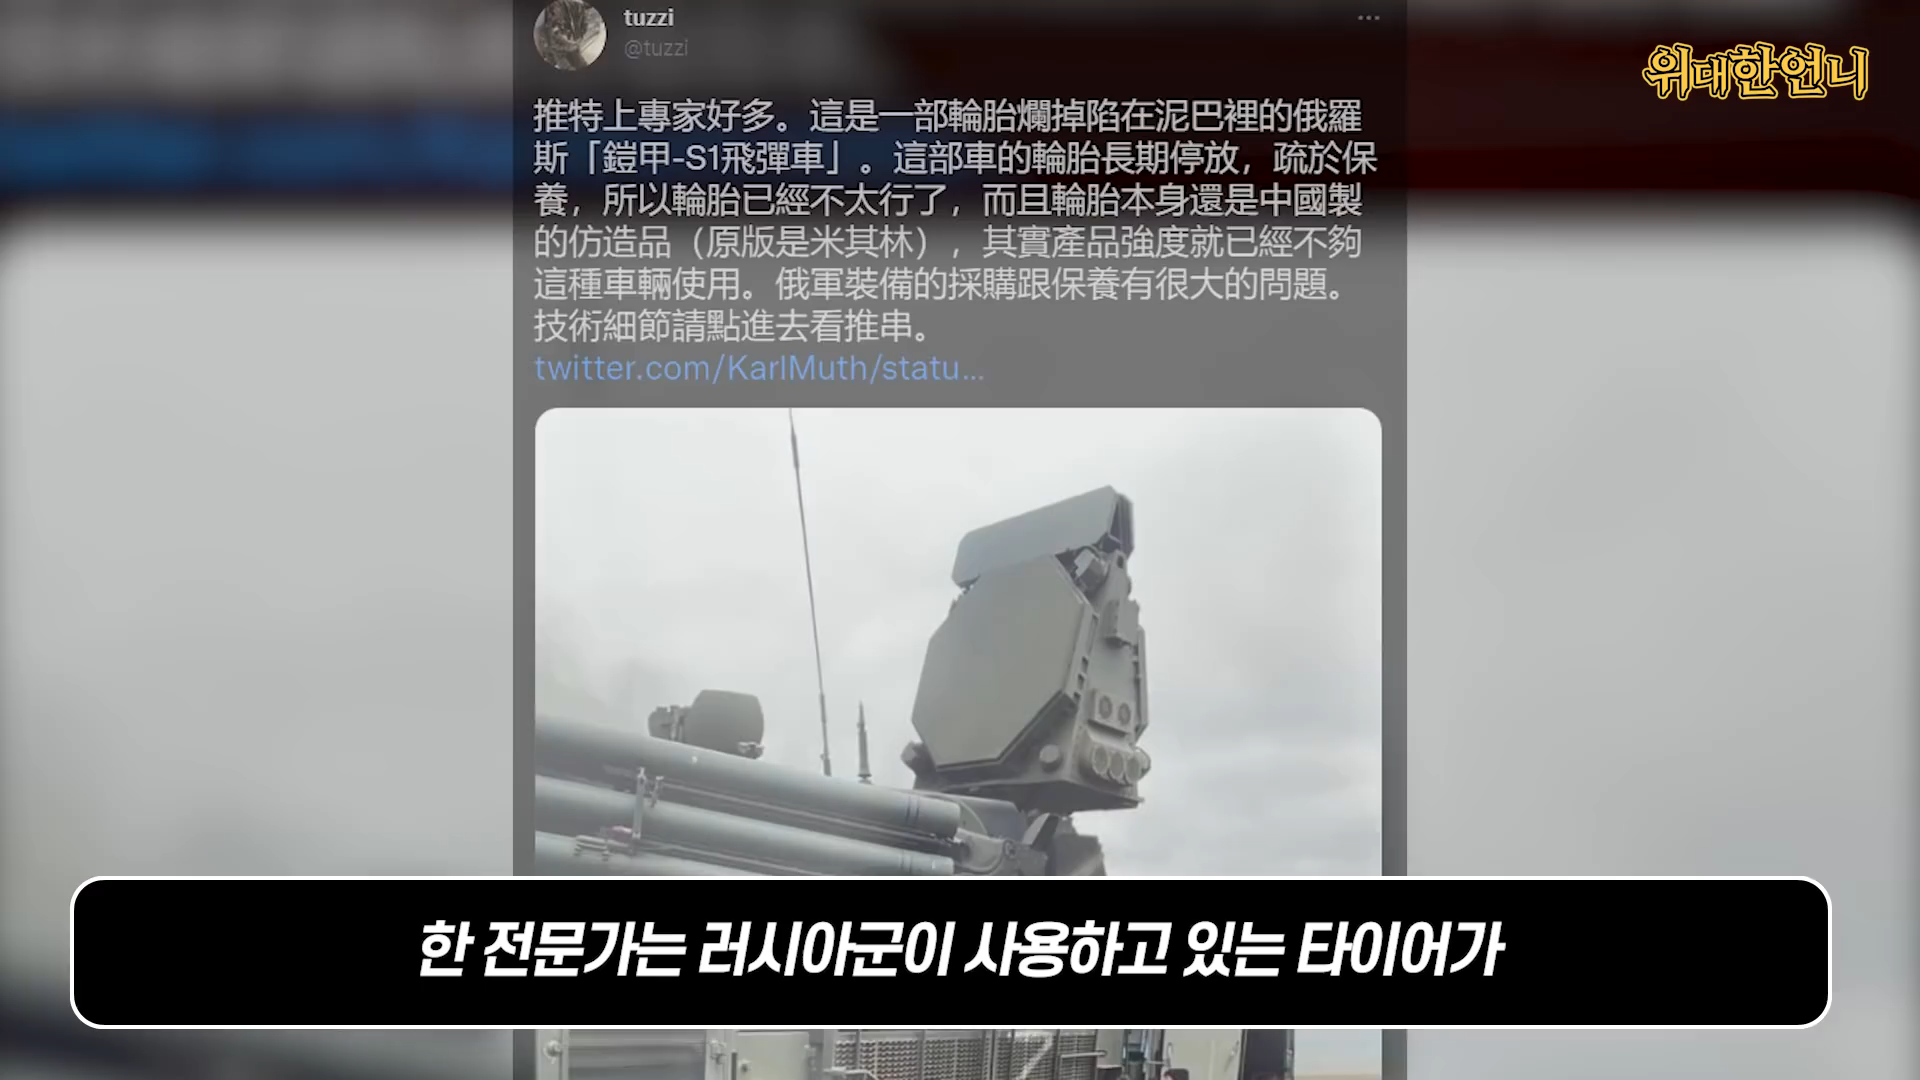 tuzzi
@tuzzi
위대한언니
推特上專家好多。這是一部輪胎爛掉陷在泥巴裡的俄羅
斯「鎧甲-S1飛彈車」。這部車的輪胎長期停放，疏於保
養，所以輪胎已經不太行了，而且輪胎本身還是中國製
的仿造品（原版是米其林），其實產品強度就已經不夠
這種車輛使用。俄軍裝備的採購跟保養有很大的問題。
技術細節請點進去看推串。
twitter.com/KarlMuth/statu...
한 전문가는 러시아군이 사용하고 있는 타이어가